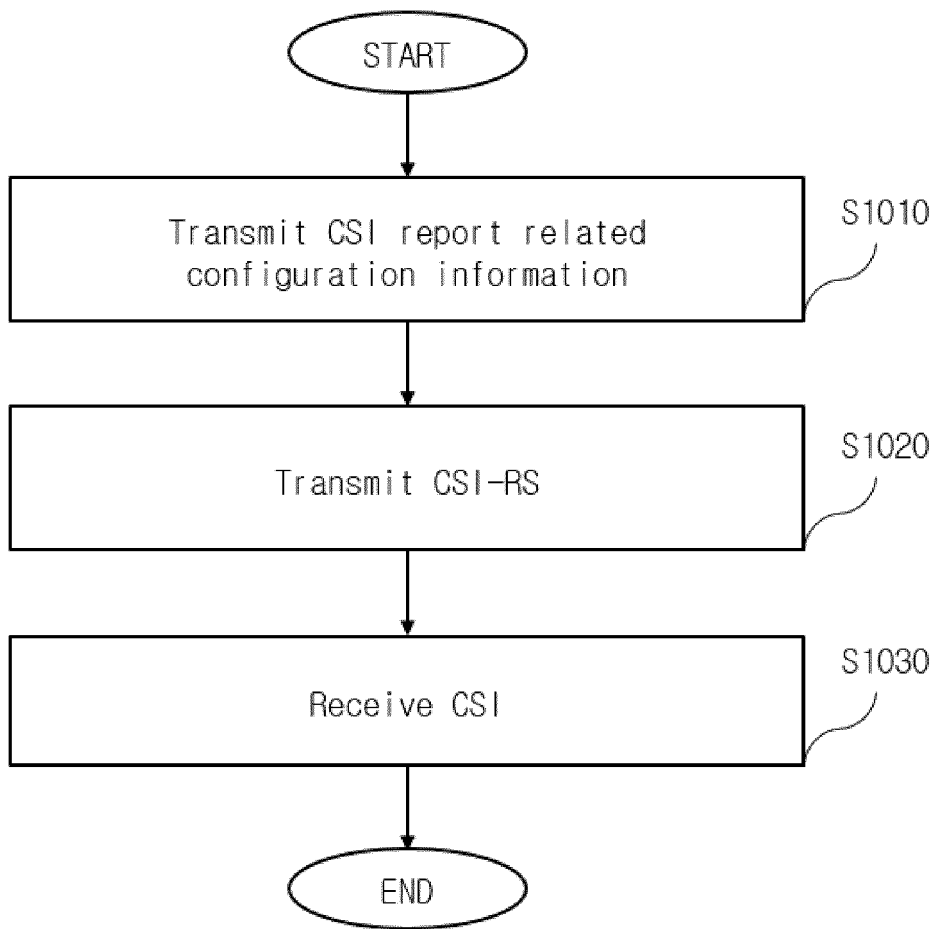 START
Transmit CSI report related
configuration information
S1010
Transmit CSI-RS
S1020
Receive CSI
S1030
END